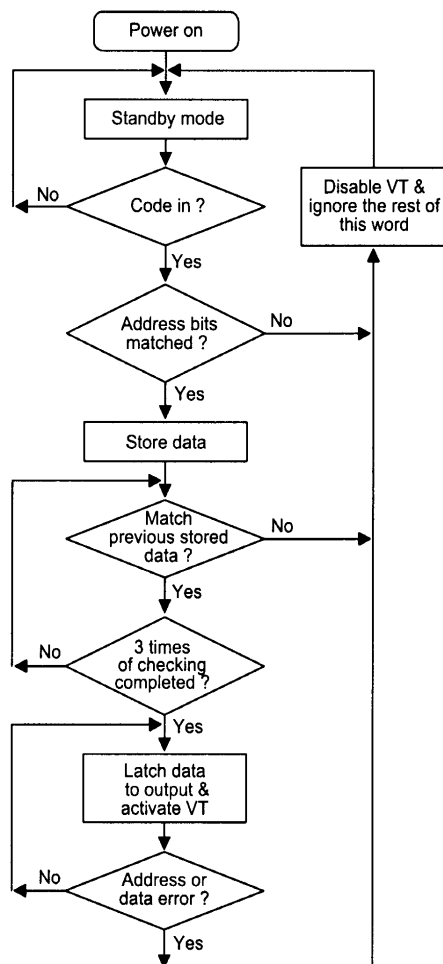 Power on
Standby mode
No
Code in ?
Disable VT &
ignore the rest of
this word
Yes
Address bits
matched ?
No
Yes
Store data
Match
previous stored
data ?
No
Yes
No
3 times
of checking
completed ?
Yes
Latch data
to output &
activate VT
No
Address or
data error ?
Yes